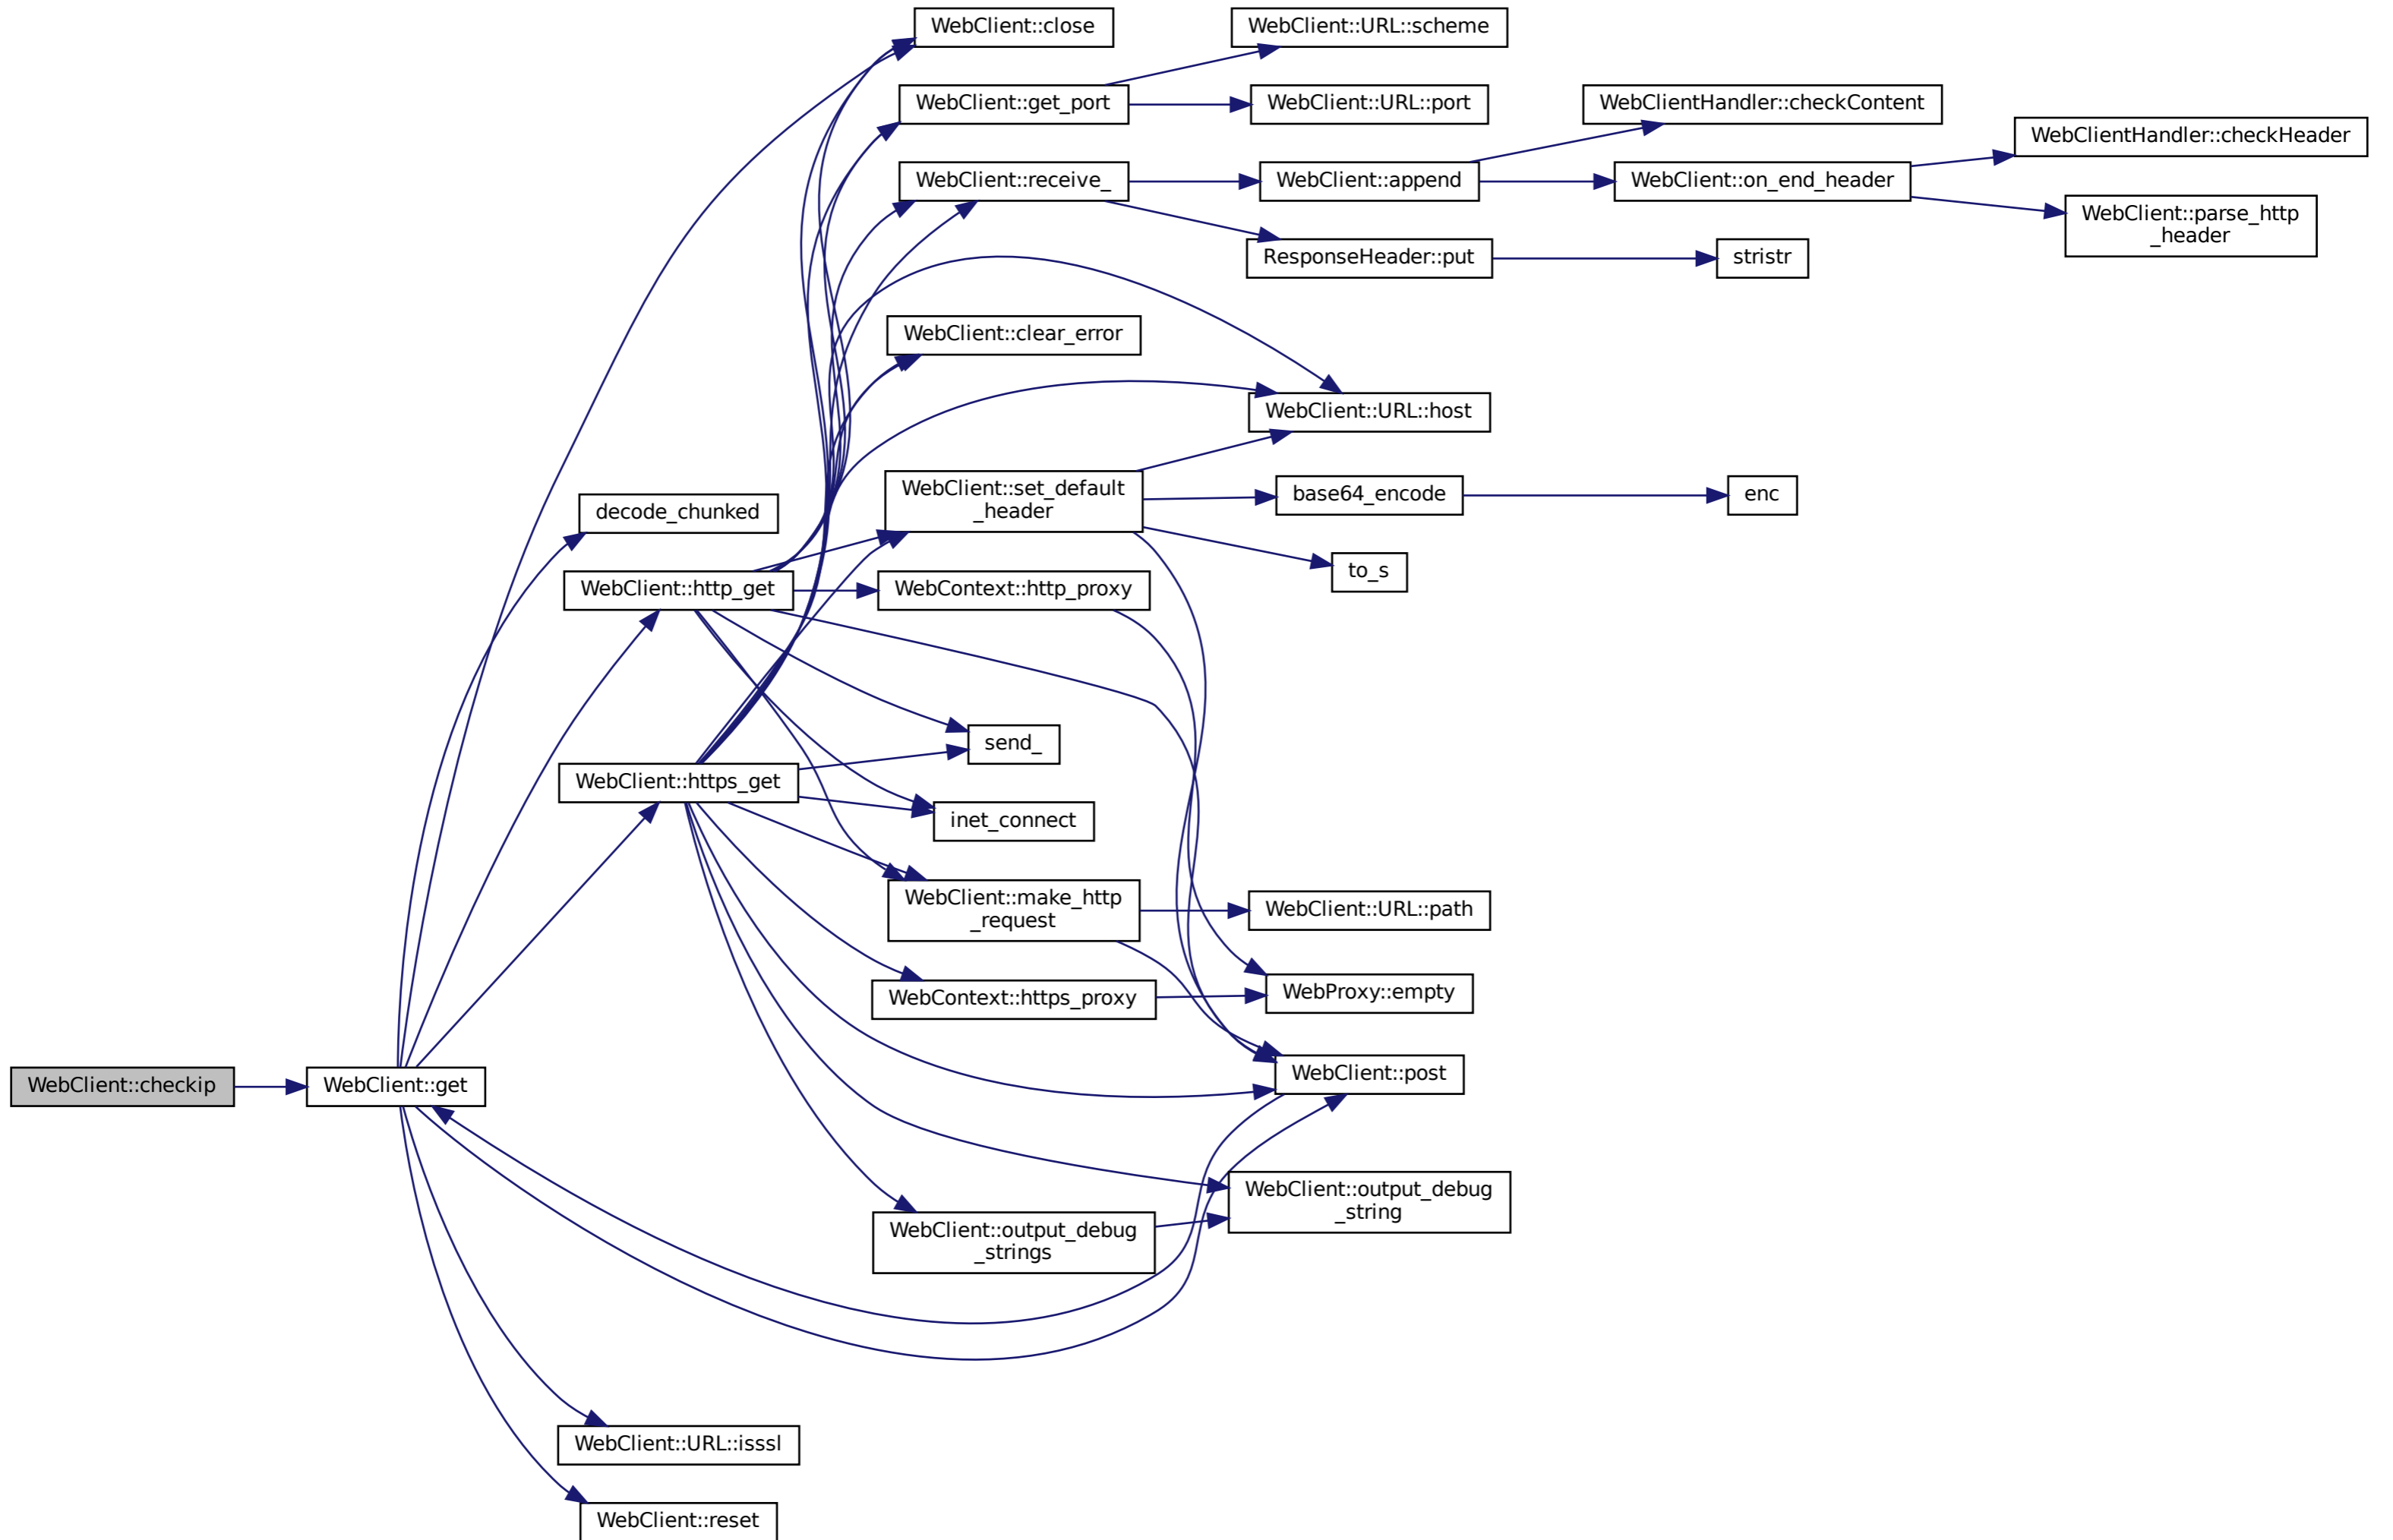 WebClient::close
WebClient::URL::scheme
WebClient::get_port
WebClient::URL::port
WebClientHandler::checkContent
WebClientHandler::checkHeader
WebClient::receive_
WebClient::append
WebClient::on_end_header
WebClient::parse_http
_header
ResponseHeader::put
stristr
WebClient::clear_error
WebClient::URL::host
decode_chunked
WebClient::set_default
_header
base64_encode
enc
to_s
WebClient::http_get
WebContext::http_proxy
send_
WebClient::https_get
inet_connect
WebClient::make_http
_request
WebClient::URL::path
WebContext::https_proxy
WebProxy::empty
WebClient::checkip
WebClient::get
WebClient::post
WebClient::output_debug
_string
WebClient::output_debug
_strings
WebClient::URL::isssl
WebClient::reset